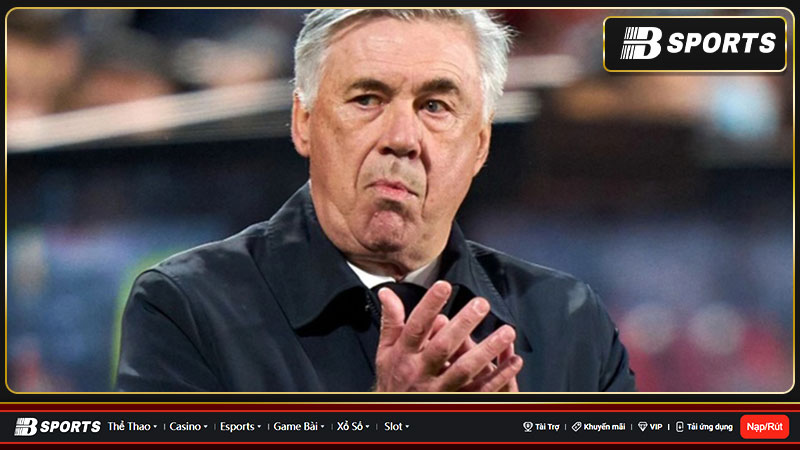 B SPORTS
B SPORTS Thể Thao Casino Esports Game Bài Xổ Số Slot Tài Trợ Khuyến mãi VIP Tải ứng dụng Nạp/Rút